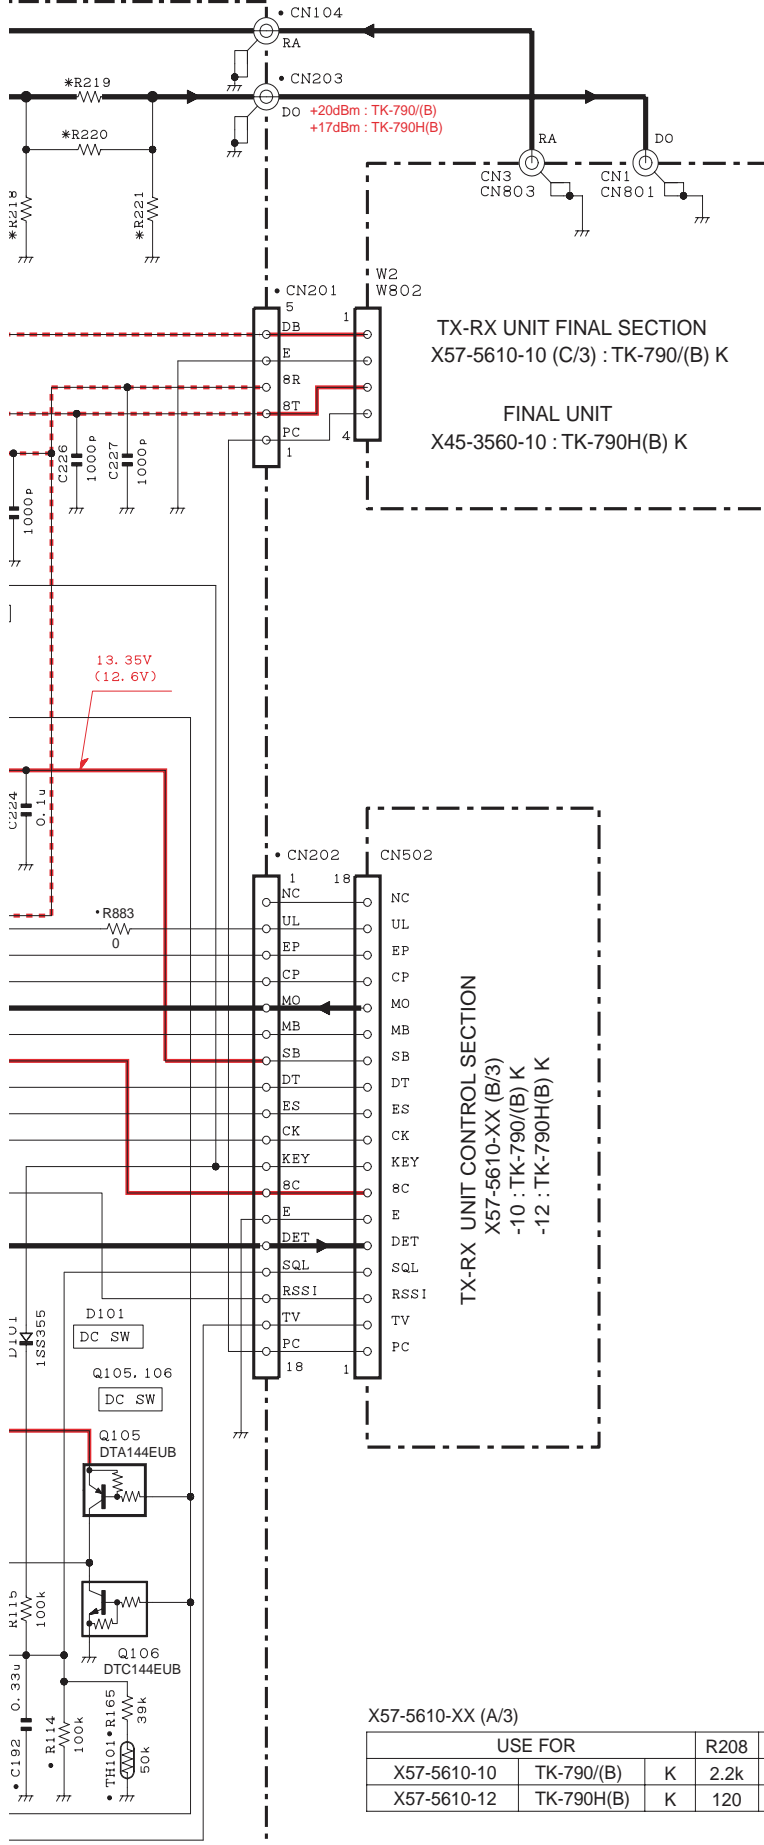 • CN104
RA
*R219
• CN203
DO
+20dBm : TK-790/(B)
+17dBm : TK-790H(B)
*R220
RA
DO
CN3
CN803
CN1
CN801
*R218
*R221
W2
W802
• CN201
5
DB
1
E
8R
8T
PC
1
4
TX-RX UNIT FINAL SECTION
X57-5610-10 (C/3) : TK-790/(B) K
FINAL UNIT
X45-3560-10 : TK-790H(B) K
C226
1000p
C227
1000p
1000p
13.35V
(12.6V)
C224
0.1u
• CN202
CN502
1
18
NC
NC
• R883
0
UL
UL
EP
EP
CP
CP
MO
MO
MB
MB
SB
SB
DT
DT
ES
ES
CK
CK
KEY
KEY
8C
8C
E
E
DET
DET
SQL
SQL
RSSI
RSSI
TV
TV
PC
PC
18
1
TX-RX UNIT CONTROL SECTION
X57-5610-XX (B/3)
-10 : TK-790/(B) K
-12 : TK-790H(B) K
D101
1SS355
D101
DC SW
Q105, 106
DC SW
Q105
DTA144EUB
R115
100k
Q106
DTC144EUB
• C192
0.33u
• R114
100k
• R165
39k
• TH101
50k
X57-5610-XX (A/3)
USE FOR R208
X57-5610-10 TK-790/(B) K 2.2k
X57-5610-12 TK-790H(B) K 120